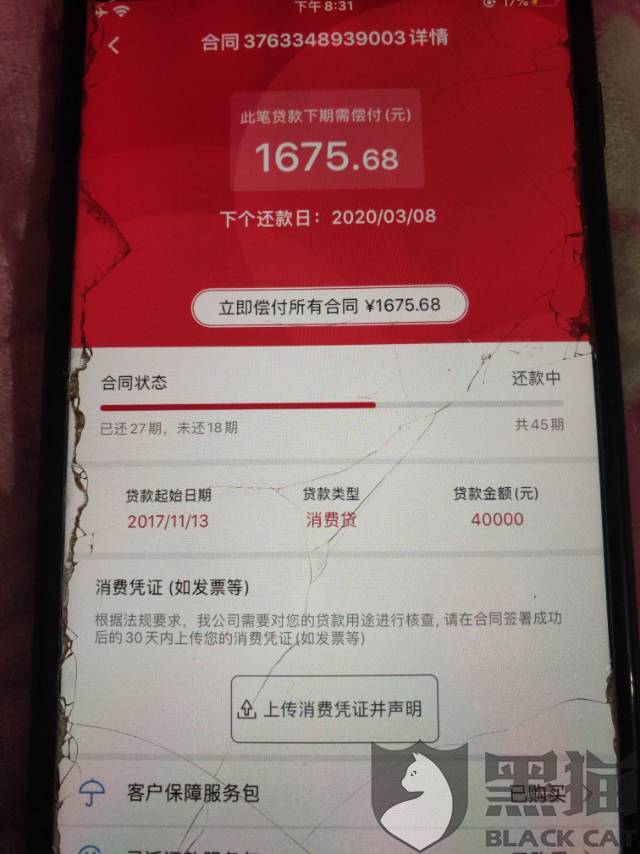 下午 8:31
17%
合同 3763348939003 详情
此笔贷款下期需偿付(元)
1675.68
下个还款日：2020/03/08
立即偿付所有合同 ¥1675.68
合同状态 还款中
已还27期，未还18期 共45期
贷款起始日期 贷款类型 贷款金额(元)
2017/11/13 消费贷 40000
消费凭证 (如发票等)
根据法规要求，我公司需要对您的贷款用途进行核查, 请在合同签署成功
后的30天内上传您的消费凭证(如发票等)
上传消费凭证并声明
客户保障服务包 已购买
黑猫
BLACK CAT